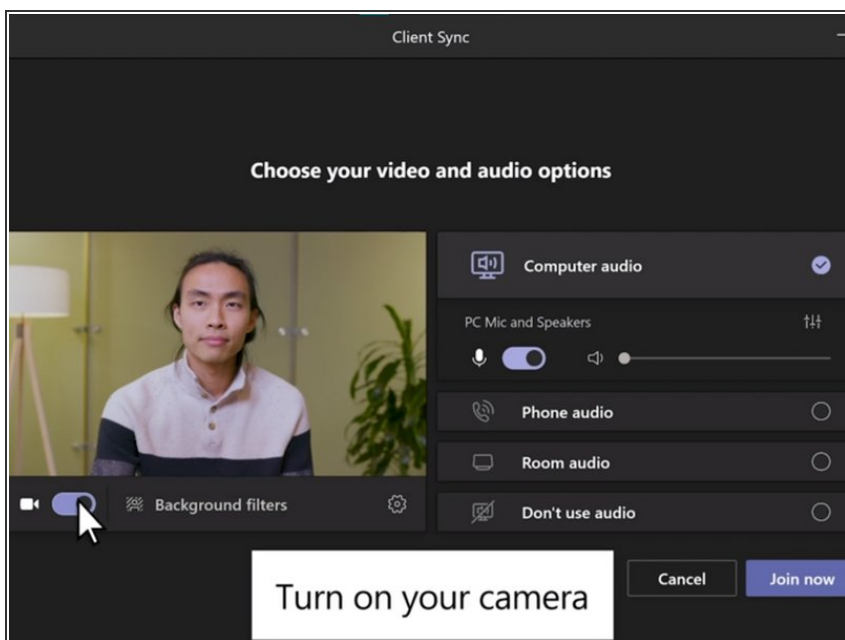 Client Sync
Choose your video and audio options
Computer audio
PC Mic and Speakers
Phone audio
Room audio
Background filters
Don't use audio
Cancel
Join now
Turn on your camera